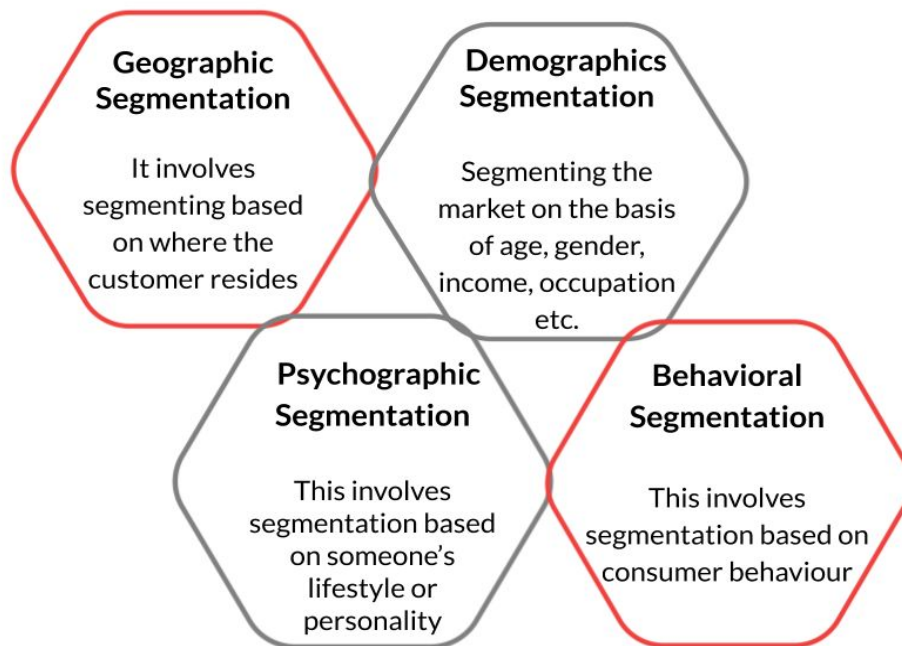 Geographic
Segmentation
It involves
segmenting based
on where the
customer resides
Demographics
Segmentation
Segmenting the
market on the basis
of age, gender,
income, occupation
etc.
Psychographic
Segmentation
This involves
segmentation based
on someone’s
lifestyle or
personality
Behavioral
Segmentation
This involves
segmentation based on
consumer behaviour